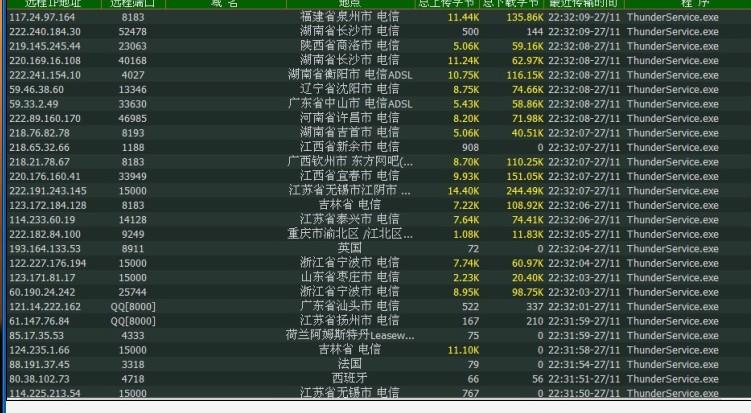 远程IP地址 远程端口 域 名 地点 总上传字节 总下载字节 最近传输时间 程 序
117.24.97.164 8183 福建省泉州市 电信 11.44K 135.86K 22:32:09-27/11 ThunderService.exe
222.240.184.30 52478 湖南省长沙市 电信 500 144 22:32:09-27/11 ThunderService.exe
219.145.245.44 23063 陕西省商洛市 电信 5.06K 59.16K 22:32:08-27/11 ThunderService.exe
220.169.16.108 40168 湖南省长沙市 电信 11.24K 62.97K 22:32:08-27/11 ThunderService.exe
222.241.154.10 4027 湖南省衡阳市 电信ADSL 10.75K 116.15K 22:32:08-27/11 ThunderService.exe
59.46.38.60 13346 辽宁省沈阳市 电信 8.75K 74.66K 22:32:08-27/11 ThunderService.exe
59.33.2.49 33630 广东省中山市 电信ADSL 5.43K 58.86K 22:32:08-27/11 ThunderService.exe
222.89.160.170 46985 河南省许昌市 电信 8.20K 71.98K 22:32:08-27/11 ThunderService.exe
218.76.82.78 8193 湖南省吉首市 电信 5.06K 40.51K 22:32:07-27/11 ThunderService.exe
218.65.32.66 1188 江西省新余市 电信 908 0 22:32:07-27/11 ThunderService.exe
218.21.78.67 8183 广西钦州市 东方网吧(... 8.70K 110.25K 22:32:07-27/11 ThunderService.exe
220.176.160.41 33949 江西省宜春市 电信 9.93K 151.05K 22:32:07-27/11 ThunderService.exe
222.191.243.145 15000 江苏省无锡市江阴市 ... 14.40K 244.49K 22:32:07-27/11 ThunderService.exe
123.172.184.128 8183 吉林省 电信 7.22K 108.92K 22:32:06-27/11 ThunderService.exe
114.233.60.19 14128 江苏省泰兴市 电信 7.64K 74.41K 22:32:06-27/11 ThunderService.exe
222.182.84.100 9249 重庆市渝北区 /江北区... 1.08K 11.83K 22:32:05-27/11 ThunderService.exe
193.164.133.53 8911 英国 72 0 22:32:04-27/11 ThunderService.exe
122.227.176.194 15000 浙江省宁波市 电信 7.74K 60.97K 22:32:04-27/11 ThunderService.exe
123.171.81.17 15000 山东省枣庄市 电信 2.23K 20.40K 22:32:03-27/11 ThunderService.exe
60.190.24.242 25744 浙江省宁波市 电信 8.95K 98.75K 22:32:03-27/11 ThunderService.exe
121.14.222.162 QQ[8000] 广东省汕头市 电信 522 337 22:32:01-27/11 ThunderService.exe
61.147.76.84 QQ[8000] 江苏省扬州市 电信 167 210 22:31:59-27/11 ThunderService.exe
85.17.35.53 4333 荷兰阿姆斯特丹Leasew... 75 0 22:31:59-27/11 ThunderService.exe
124.235.1.66 15000 吉林省 电信 11.10K 0 22:31:58-27/11 ThunderService.exe
88.191.37.45 3318 法国 79 0 22:31:54-27/11 ThunderService.exe
80.38.102.73 4718 西班牙 66 56 22:31:51-27/11 ThunderService.exe
114.225.213.54 15000 江苏省无锡市 电信 767 0 22:31:50-27/11 ThunderService.exe